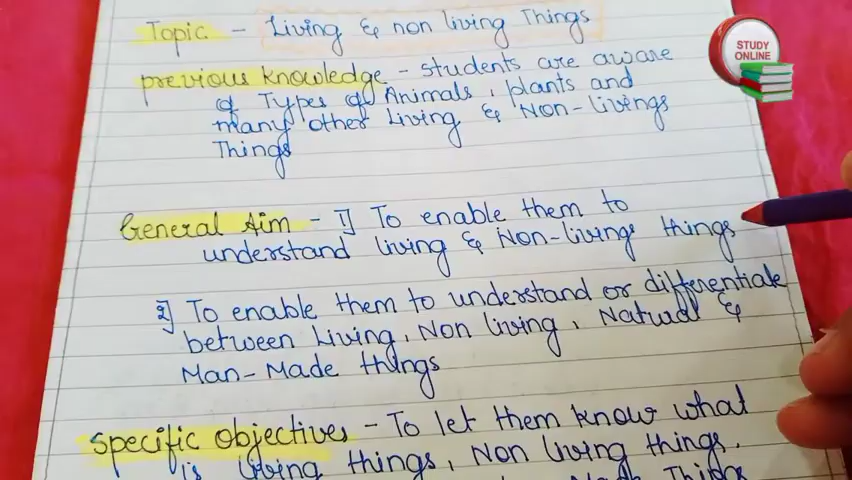 Topic - Living & non living Things
previous knowledge - students are aware
of Types of Animals, plants and
many other Living & Non-livings
Things
General Aim - 1] To enable them to
understand living & Non-livings things
2] To enable them to understand or differentiate
between Living, Non living, Natural &
Man-Made things
specific objectives - To let them know what
is living things, Non living things,
Made Things
STUDY
ONLINE